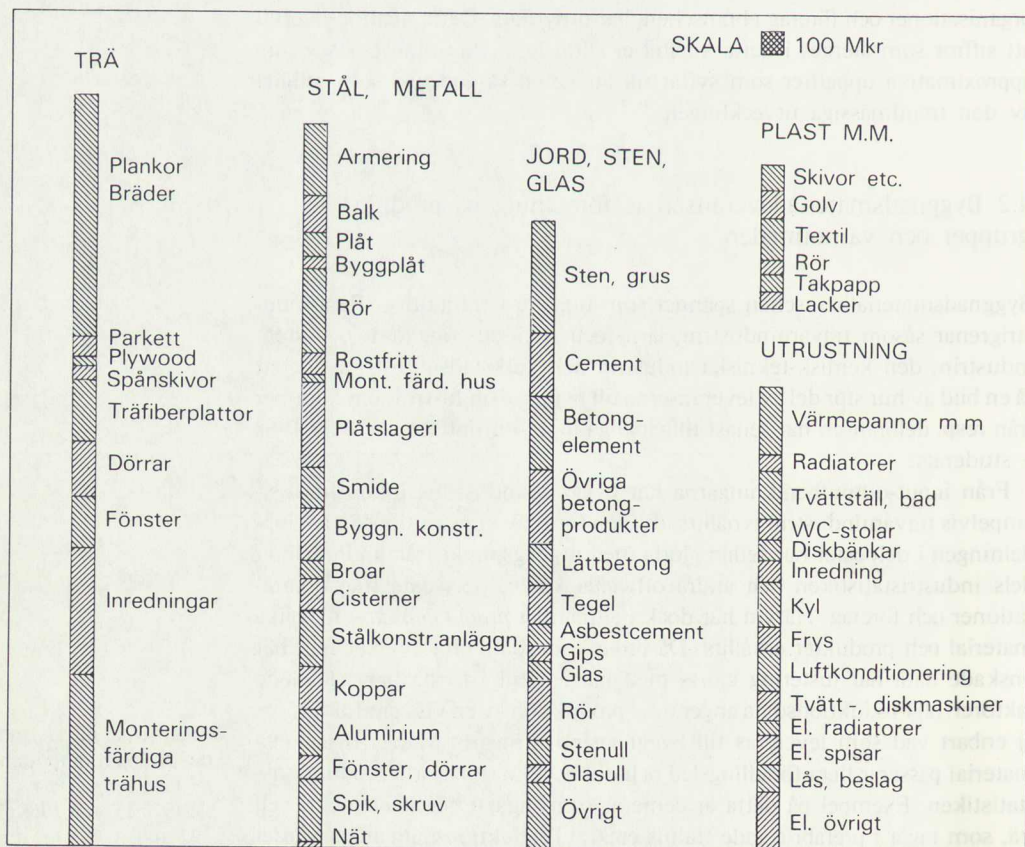 SKALA 100 Mkr
TRÄ
Plankor
Bräder
Parkett
Plywood
Spånskivor
Träfiberplattor
Dörrar
Fönster
Inredningar
Monterings-
färdiga
trähus
STÅL, METALL
Armering
Balk
Plåt
Byggplåt
Rör
Rostfritt
Mont. färd. hus
Plåtslageri
Smide
Byggn. konstr.
Broar
Cisterner
Stålkonstr.anläggn.
Koppar
Aluminium
Fönster, dörrar
Spik, skruv
Nät
JORD, STEN,
GLAS
Sten, grus
Cement
Betong-
element
Övriga
betong-
produkter
Lättbetong
Tegel
Asbestcement
Gips
Glas
Rör
Stenull
Glasull
Övrigt
PLAST M.M.
Skivor etc.
Golv
Textil
Rör
Takpapp
Lacker
UTRUSTNING
Värmepannor m m
Radiatorer
Tvättställ, bad
WC-stolar
Diskbänkar
Inredning
Kyl
Frys
Luftkonditionering
Tvätt -, diskmaskiner
El. radiatorer
El. spisar
Lås, beslag
El. övrigt